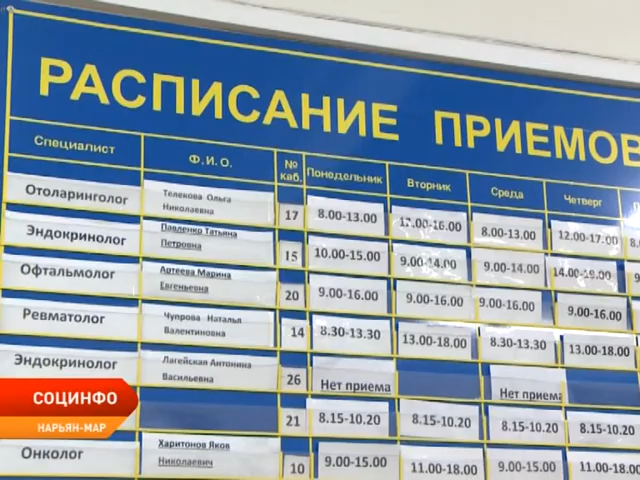 РАСПИСАНИЕ ПРИЕМОВ
Специалист Ф.И.О. № каб. Понедельник Вторник Среда Четверг
Отоларинголог Телекова Ольга Николаевна 17 8.00-13.00 12.00-16.00 8.00-13.00 12.00-17.00
Эндокринолог Павленко Татьяна Петровна 15 10.00-15.00 9.00-14.00 9.00-14.00 14.00-19.00
Офтальмолог Артеева Марина Евгеньевна 20 9.00-16.00 9.00-16.00 9.00-16.00 9.00-16.00
Ревматолог Чупрова Наталья Валентиновна 14 8.30-13.30 13.00-18.00 8.30-13.30 13.00-18.00
Эндокринолог Лагейская Антонина Васильевна 26 Нет приема Нет приема
21 8.15-10.20 8.15-10.20 8.15-10.20 8.15-10.20
Онколог Харитонов Яков Николаевич 10 9.00-15.00 11.00-18.00 9.00-15.00 11.00-18.00
СОЦИНФО
НАРЬЯН-МАР